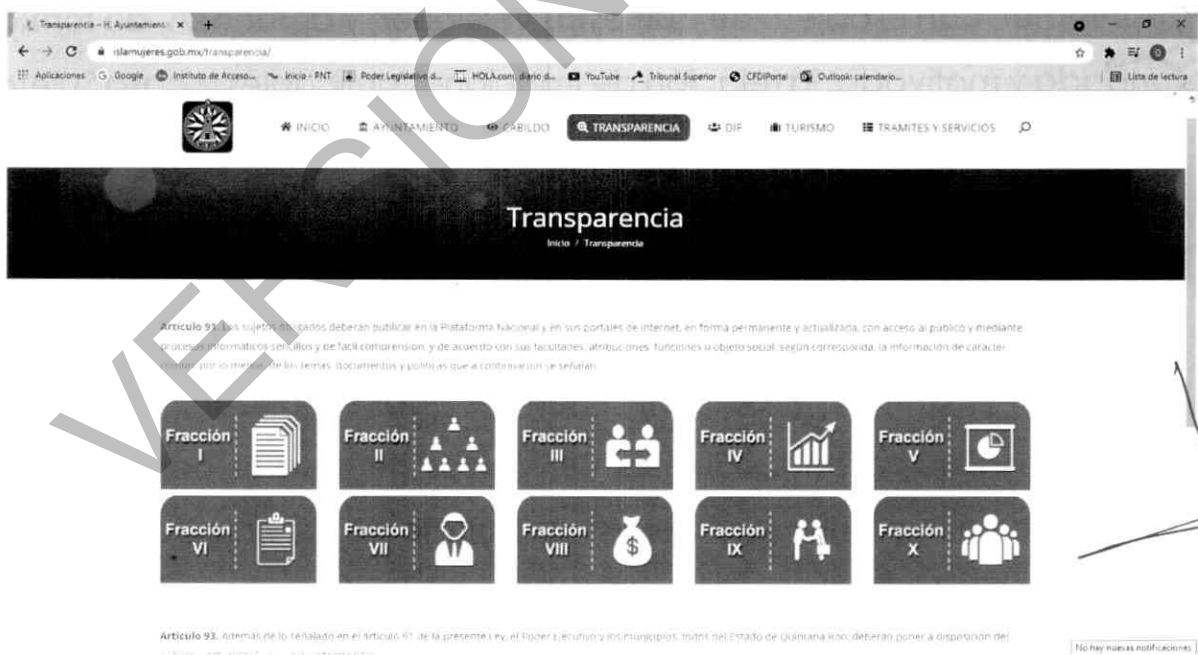 Transparencia – H. Ayuntamient
islamujeres.gob.mx/transparencia/
Aplicaciones Google Instituto de Acceso... Inicio - PNT Poder Legislativo d... HOLA.com, diario d... YouTube Tribunal Superior CFDIPortal Outlook calendario... Lista de lectura
INICIO AYUNTAMIENTO CABILDO TRANSPARENCIA DIF TURISMO TRAMITES Y SERVICIOS
Transparencia
Inicio / Transparencia
VERSIÓN
Artículo 91. Los sujetos obligados deberán publicar en la Plataforma Nacional y en sus portales de internet, en forma permanente y actualizada, con acceso al público y mediante
procesos informáticos sencillos y de fácil comprensión, y de acuerdo con sus facultades, atribuciones, funciones u objeto social, según corresponda, la información de carácter
común, por lo menos, de los temas, documentos y políticas que a continuación se señalan
Fracción I
Fracción II
Fracción III
Fracción IV
Fracción V
Fracción VI
Fracción VII
Fracción VIII
Fracción IX
Fracción X
Artículo 93. Además de lo señalado en el artículo 91 de la presente Ley, el Poder Ejecutivo y los municipios, todos del Estado de Quintana Roo, deberán poner a disposición del
No hay nuevas notificaciones